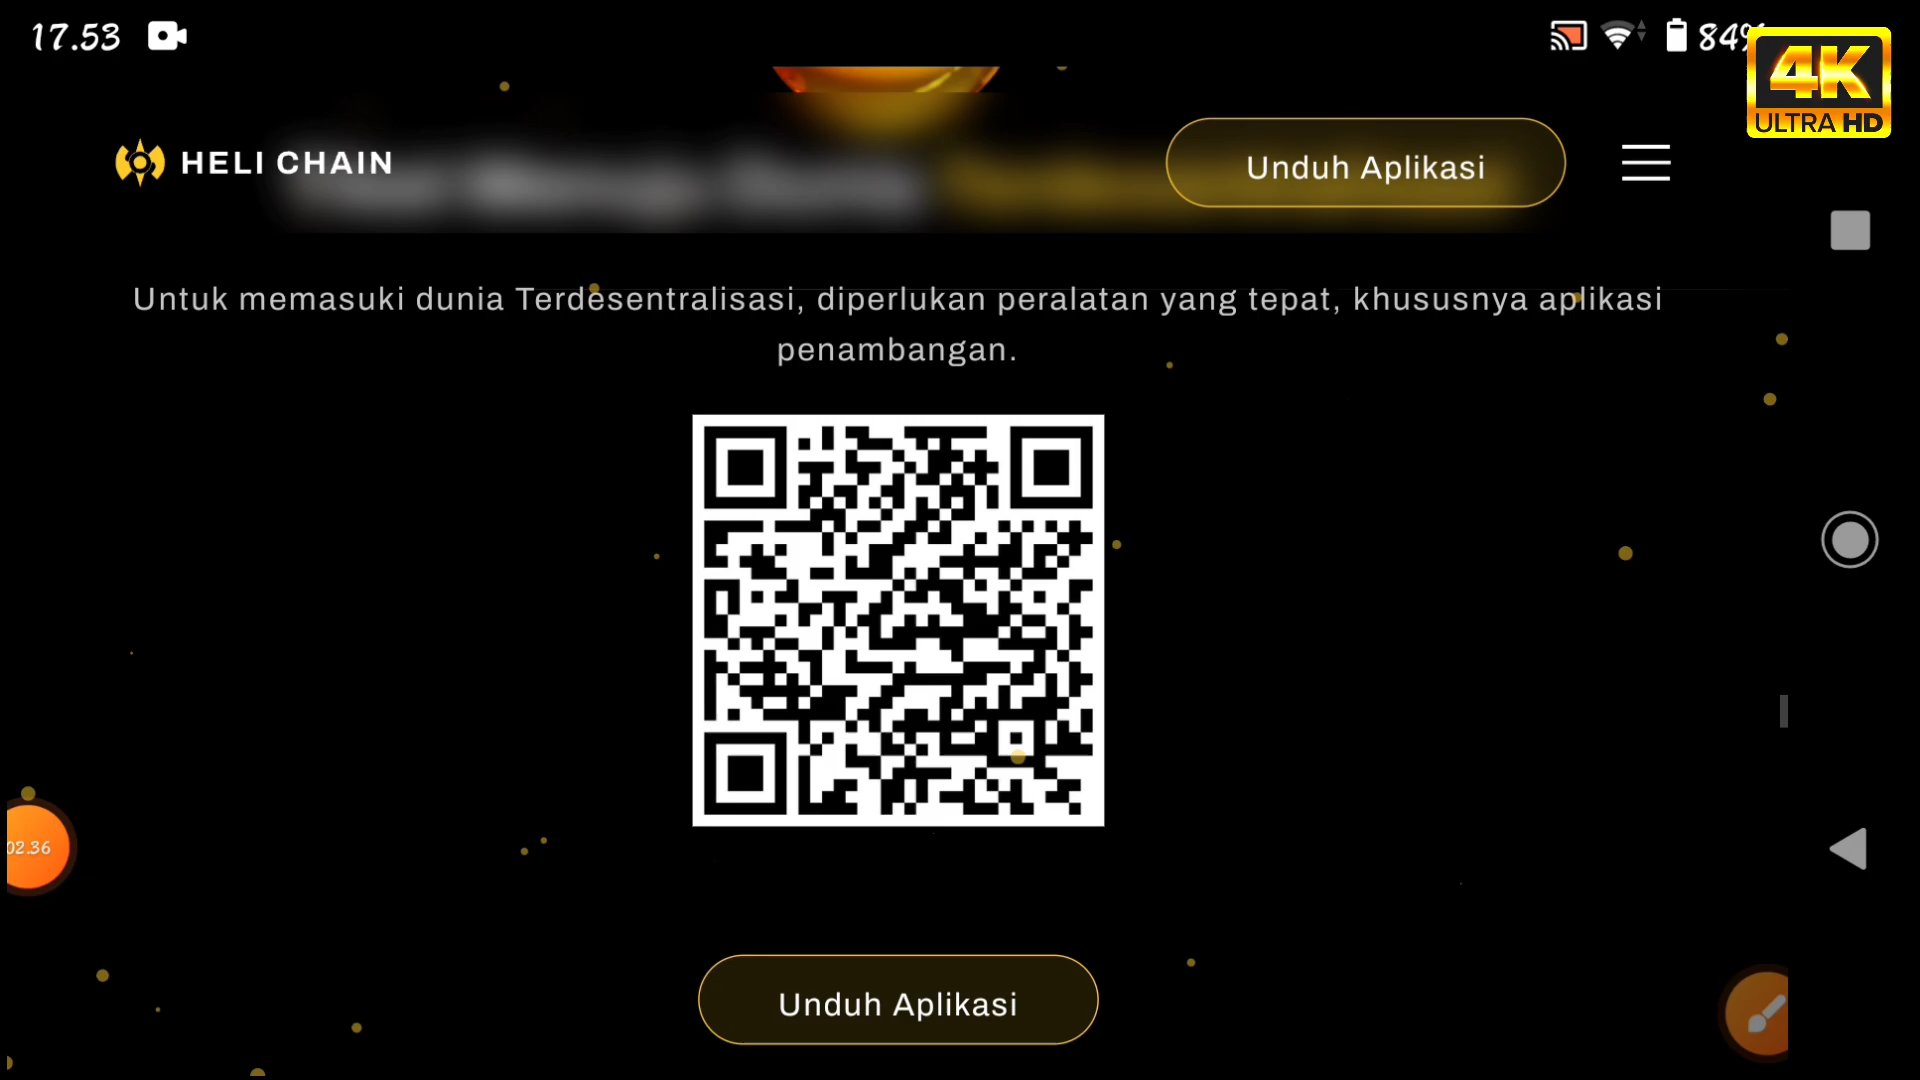 17.53
84%
4K
ULTRA HD
HELI CHAIN
Unduh Aplikasi
Untuk memasuki dunia Terdesentralisasi, diperlukan peralatan yang tepat, khususnya aplikasi
penambangan.
02.36
Unduh Aplikasi